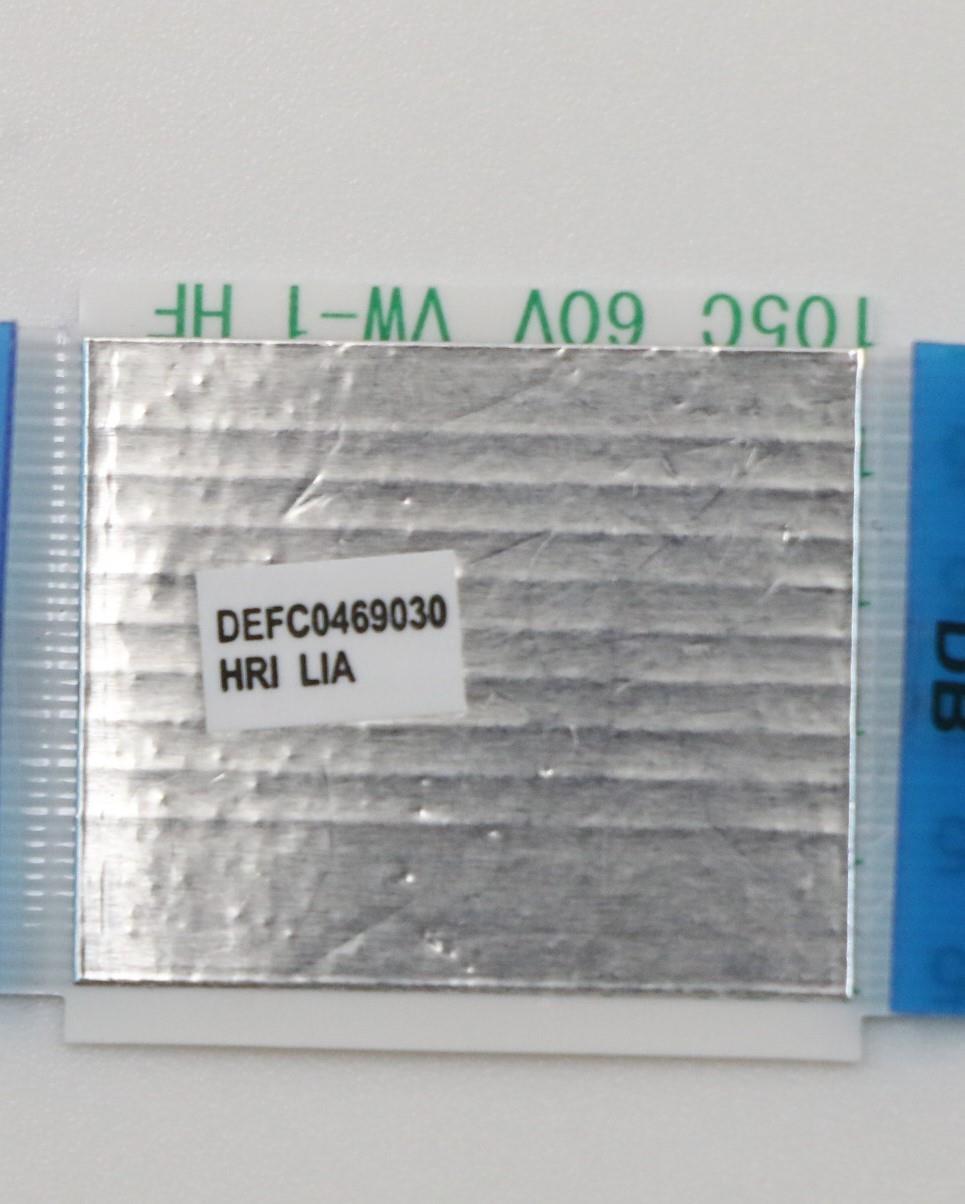 105C 60V VW-1 HF
DEFC0469030
HRI LIA
DB